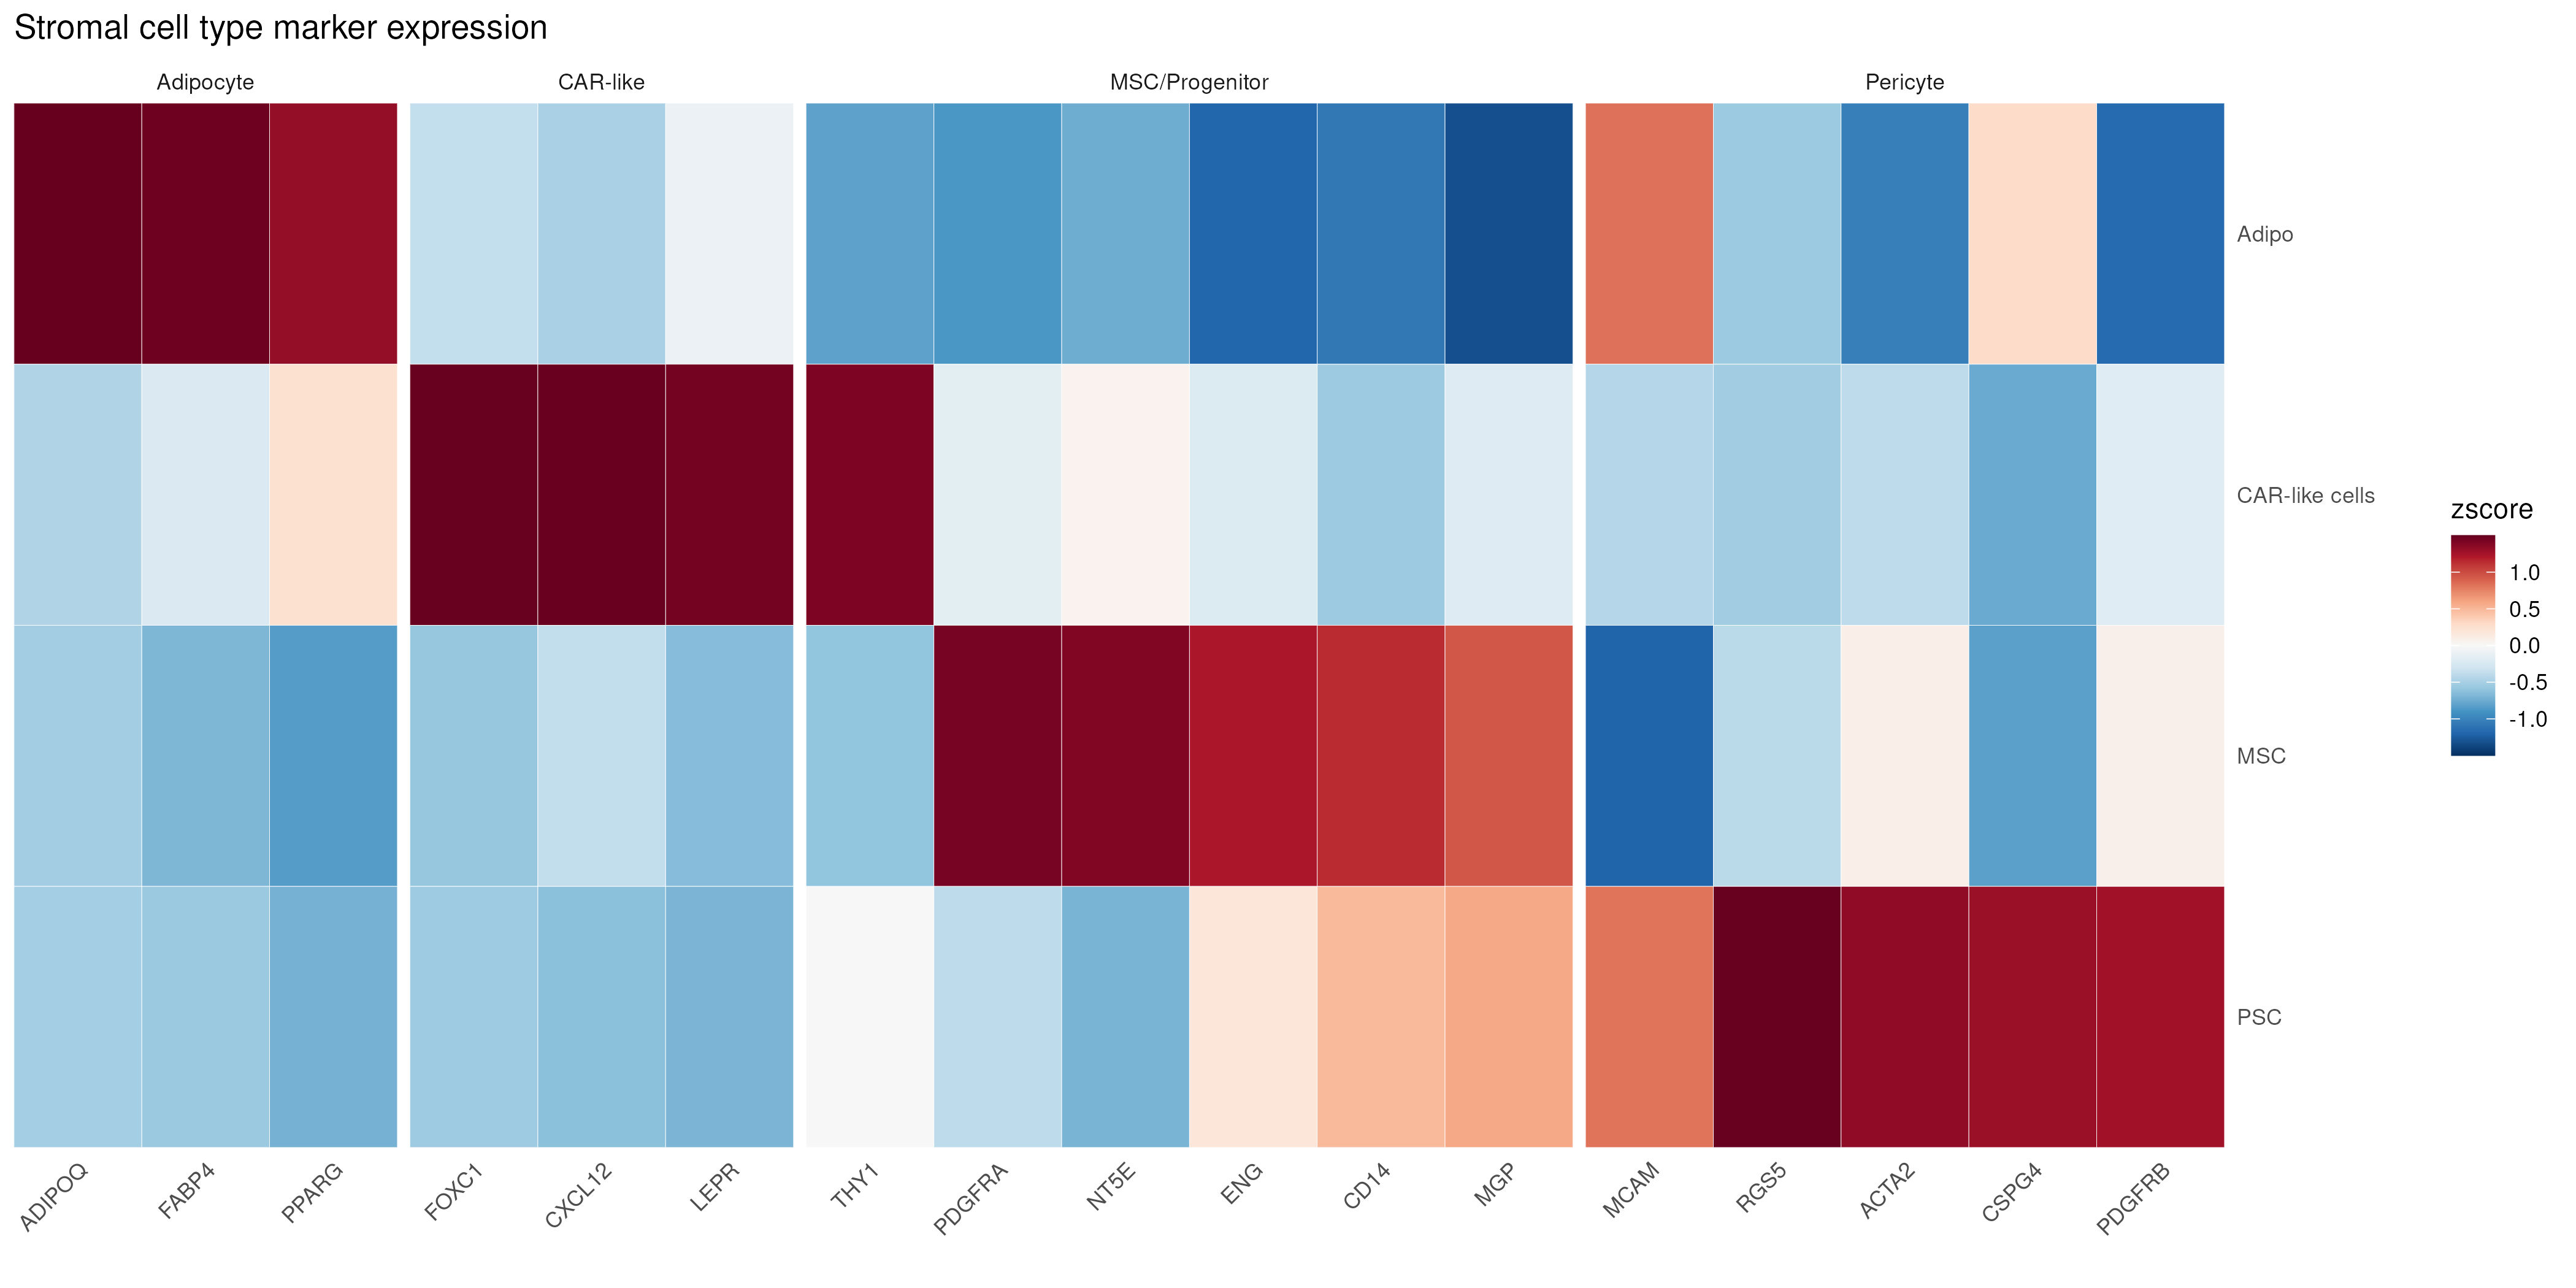 Stromal cell type marker expression
Adipocyte
CAR-like
MSC/Progenitor
Pericyte
Adipo
CAR-like cells
MSC
PSC
zscore
1.0
0.5
0.0
-0.5
-1.0
ADIPOQ
FABP4
PPARG
FOXC1
CXCL12
LEPR
THY1
PDGFRA
NT5E
ENG
CD14
MGP
MCAM
RGS5
ACTA2
CSPG4
PDGFRB